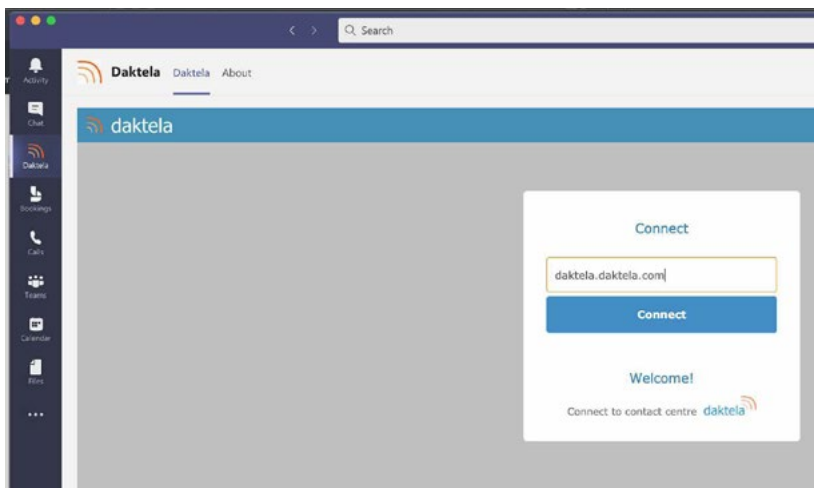 Search
Activity
Daktela Daktela About
Chat
daktela
Daktela
Bookings
Connect
Calls
daktela.daktela.com
Teams
Connect
Calendar
Files
Welcome!
Connect to contact centre daktela